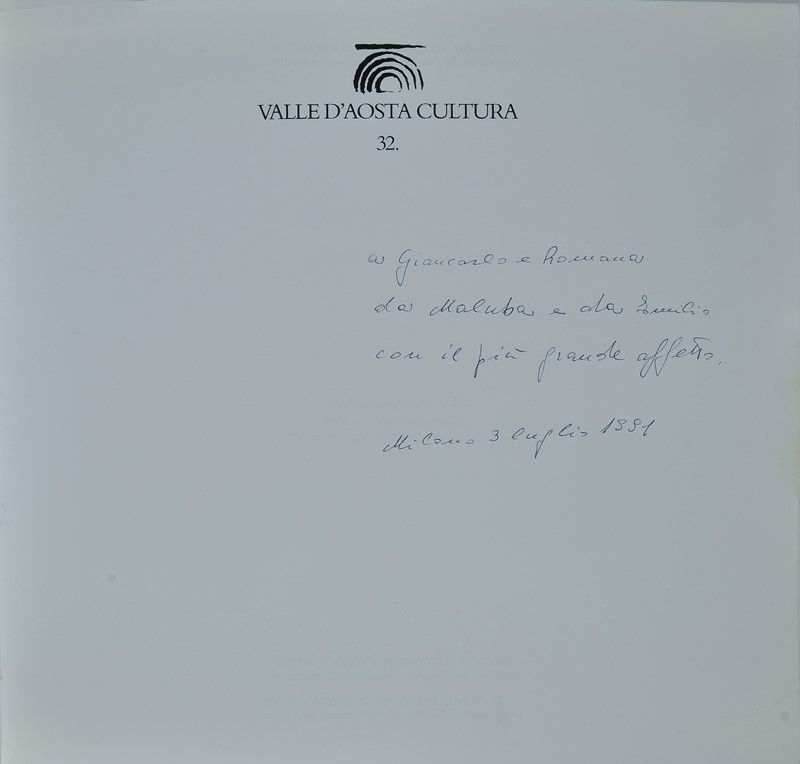 VALLE D'AOSTA CULTURA
32.
a Giancarlo e Romana
da Maluba e da Emilio
con il più grande affetto.
Milano 3 luglio 1991